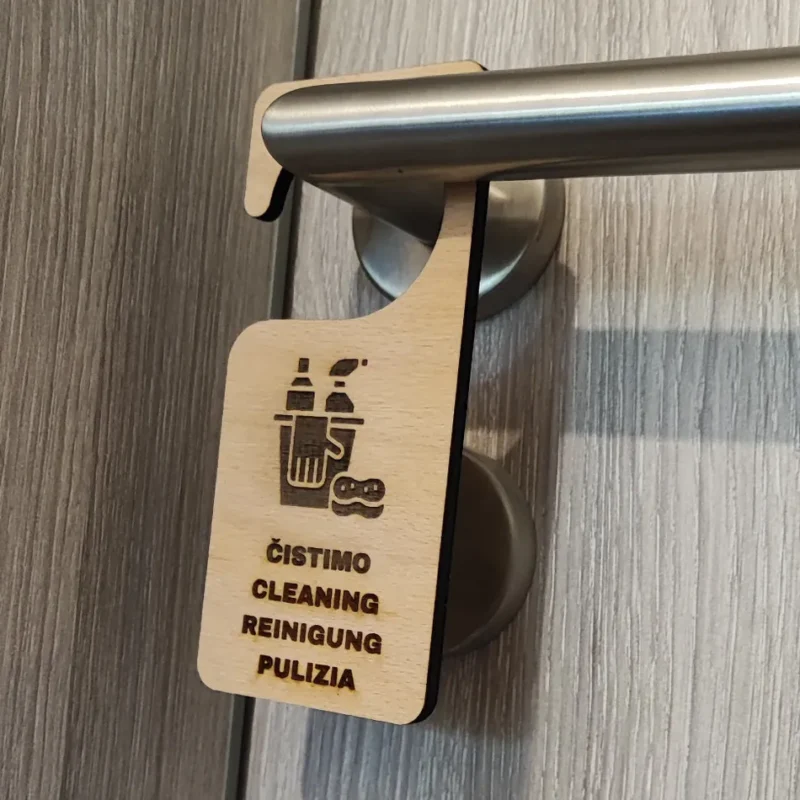 ČISTIMO
CLEANING
REINIGUNG
PULIZIA